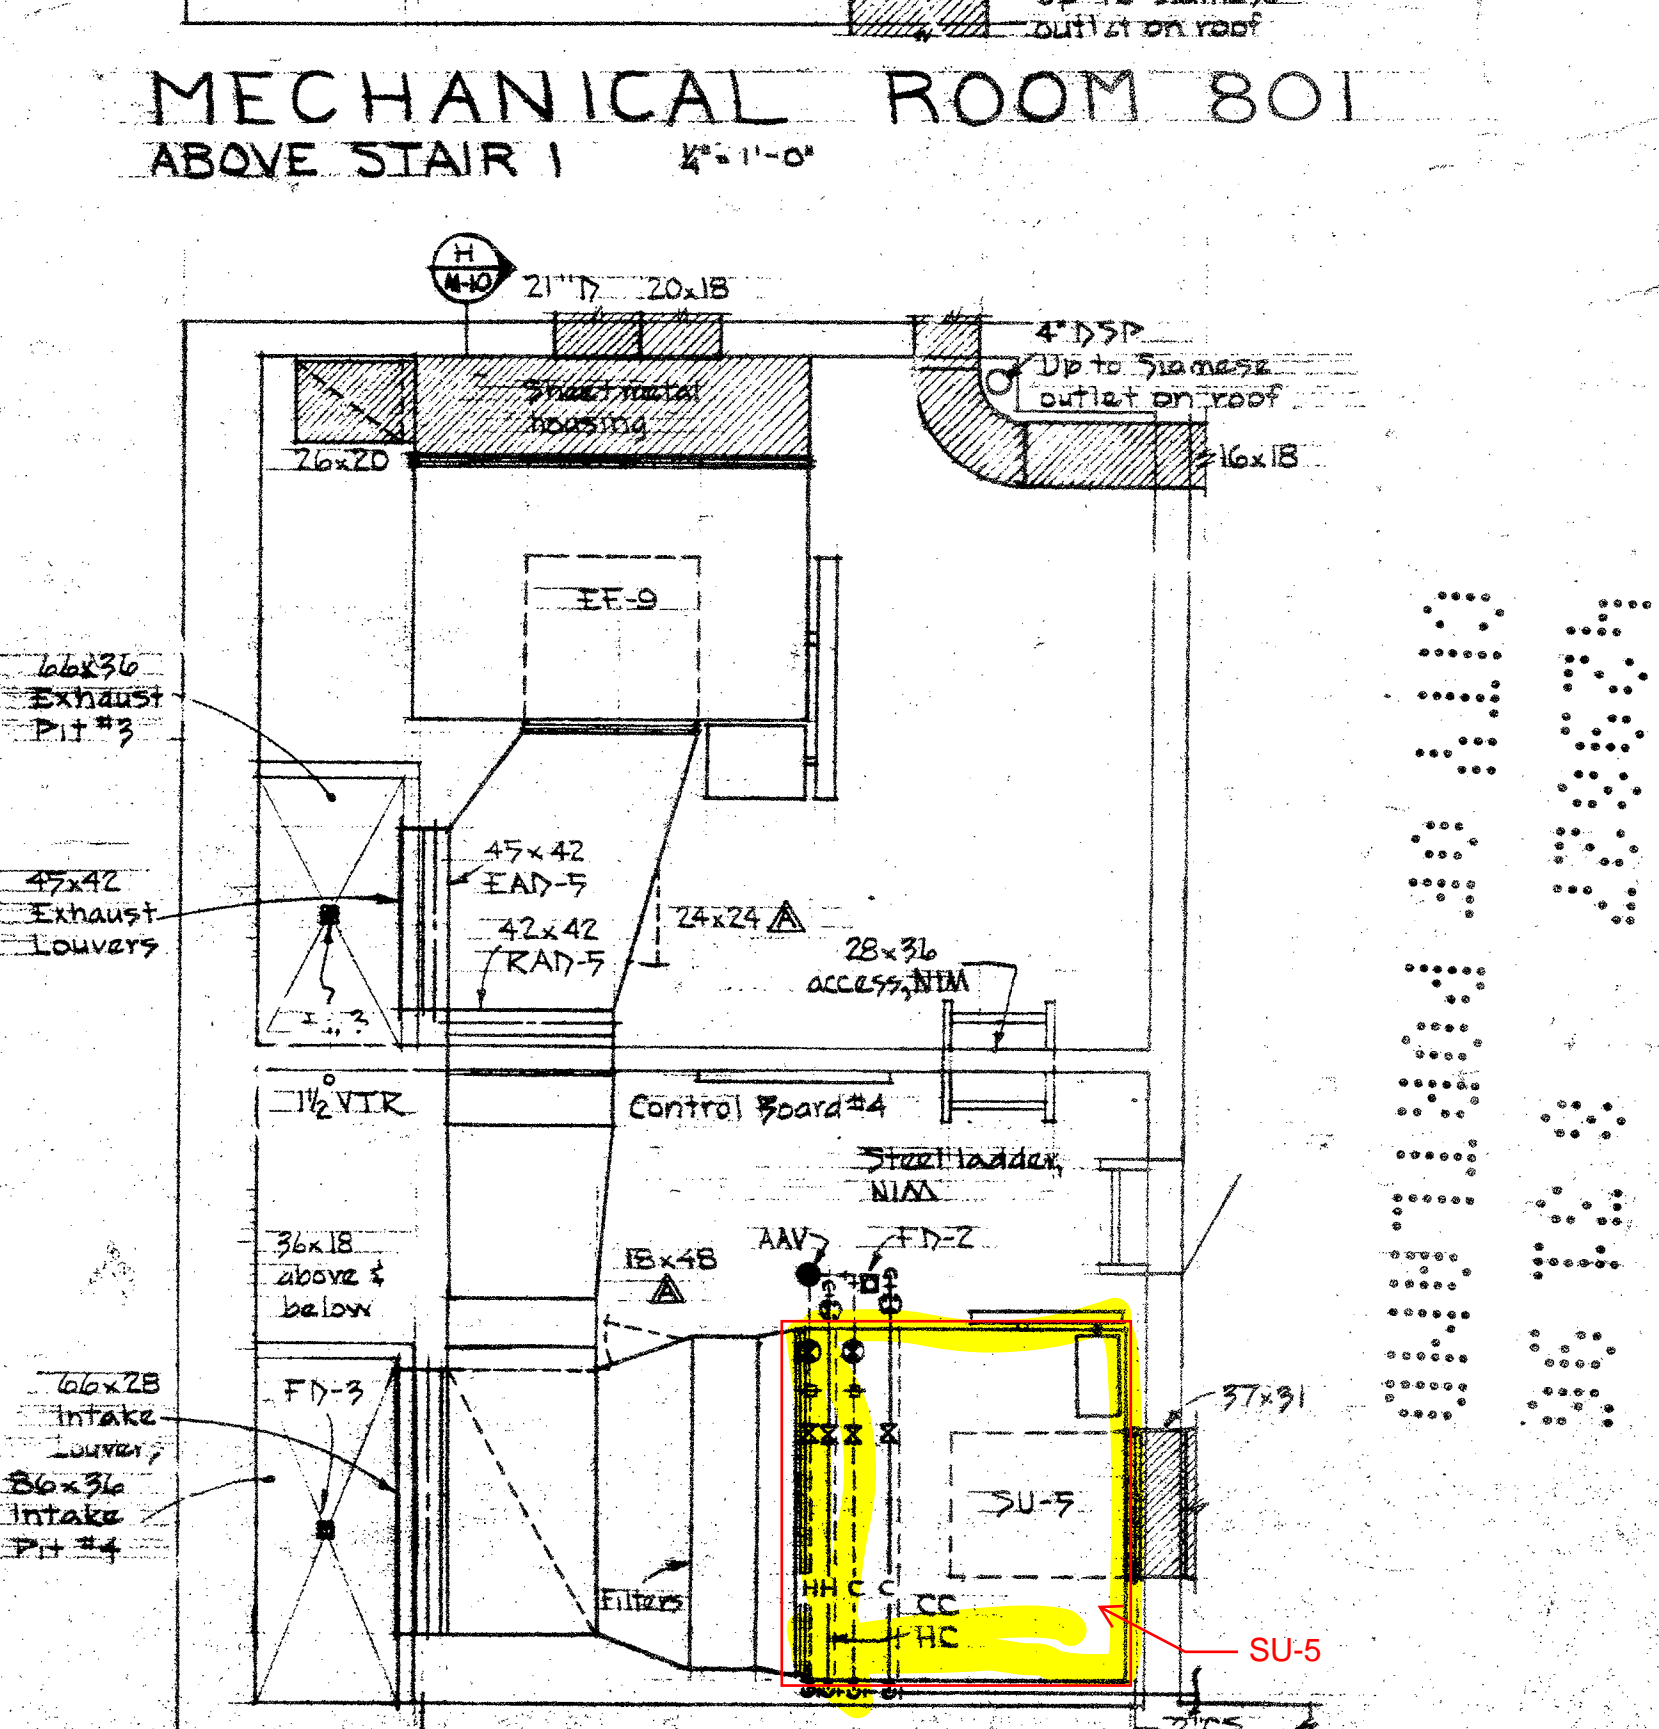 outlet on roof
MECHANICAL ROOM 801
ABOVE STAIR 1 ¼"=1'-0"
H
M-10
21"D 20x18
4" DSP
Up to Siamese
outlet on roof
Sheetmetal
housing
26x20
16x18
EF-9
66x36
Exhaust
Pit #3
45x42
EAD-5
45x42
Exhaust
Louvers
42x42
RAD-5
24x24 A
28x36
access, NIM
1½ VTR
Control Board #4
Steel ladder,
NIM
36x18
above &
below
18x48
A
AAV
FD-2
66x28
Intake
Louver,
86x36
Intake
Pit #4
FD-3
37x31
SU-5
Filters
H H C C
CC
HC
SU-5